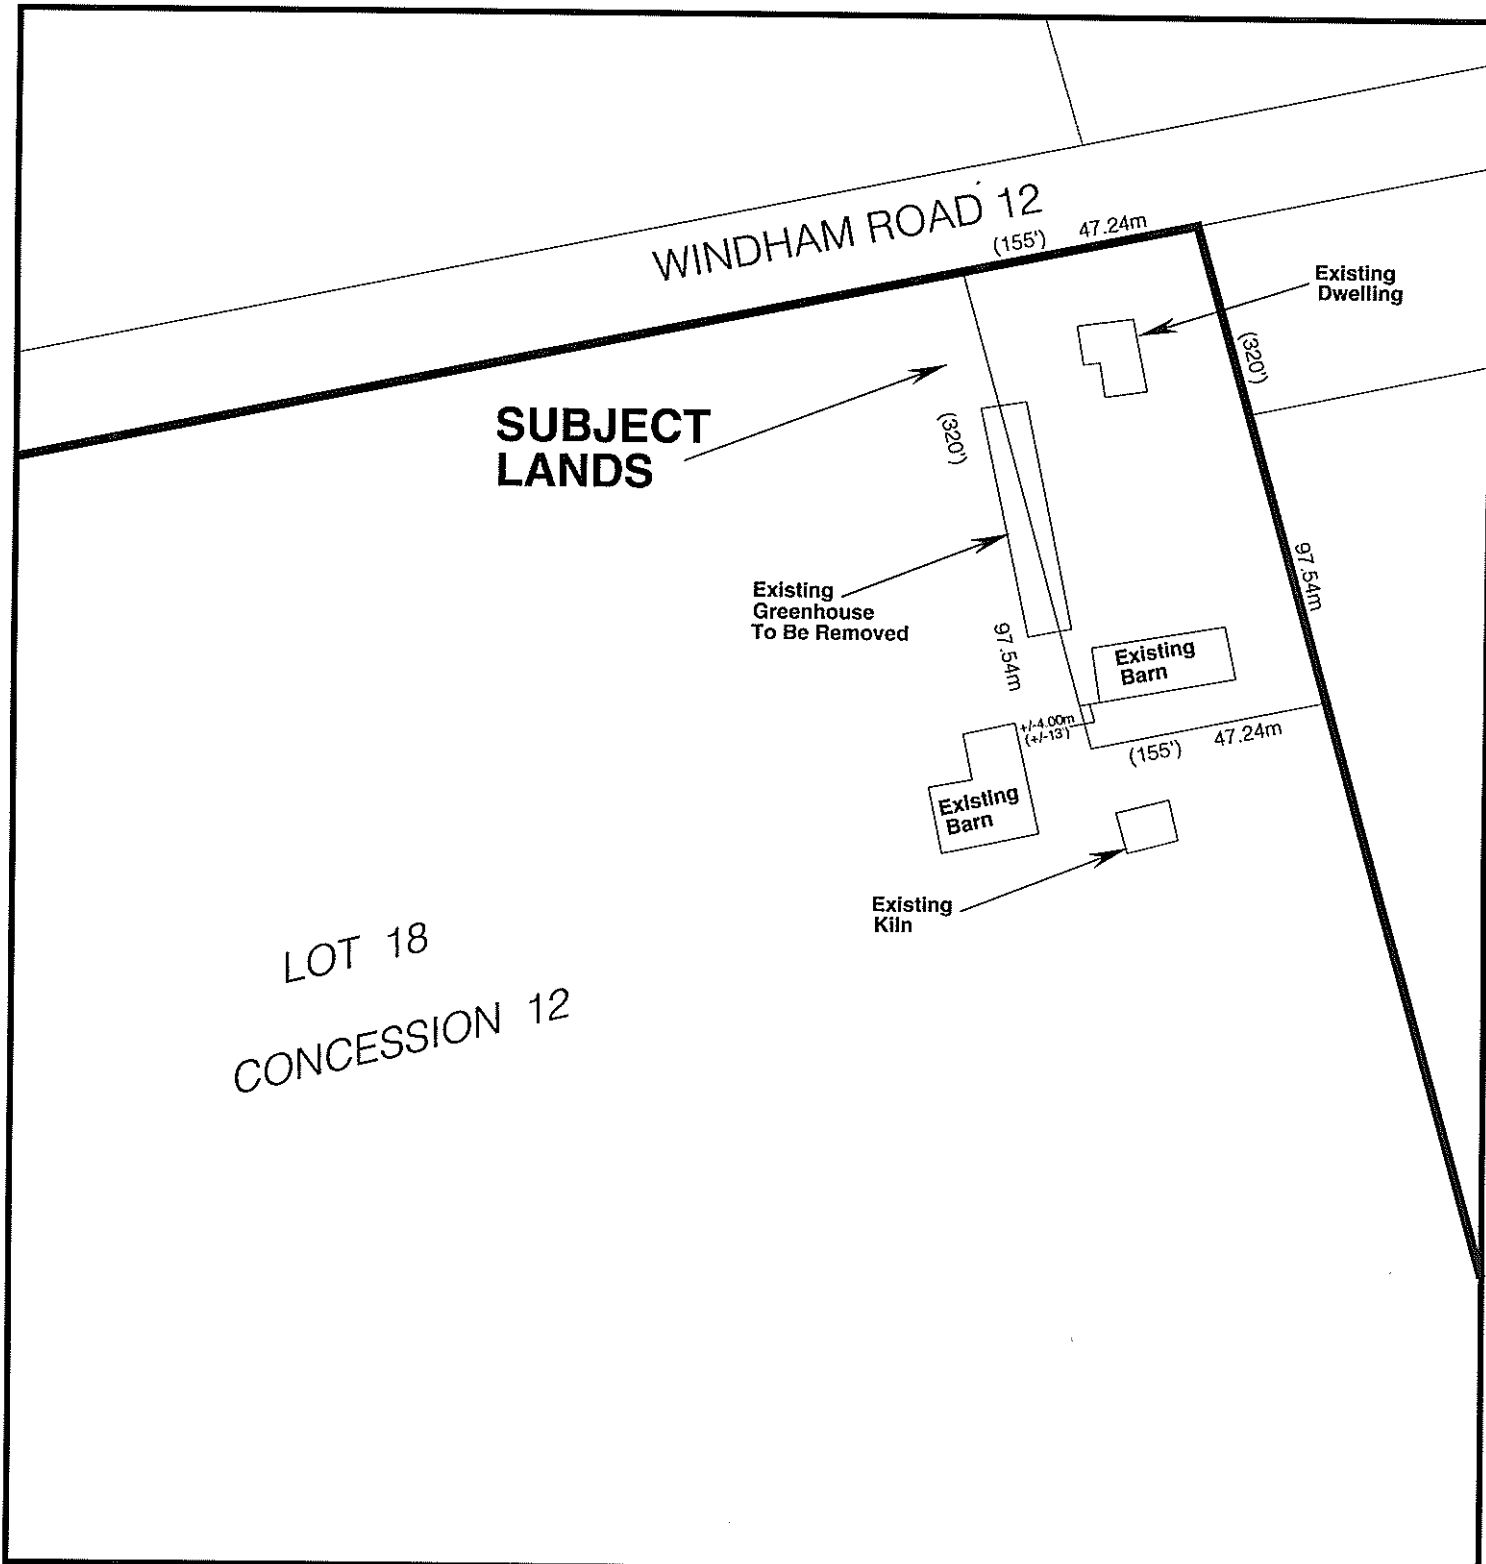 WINDHAM ROAD 12
(155') 47.24m
Existing
Dwelling
(320')
SUBJECT
LANDS
(320')
97.54m
Existing
Greenhouse
To Be Removed
97.54m
Existing
Barn
+/-4.00m
(+/-13')
(155') 47.24m
Existing
Barn
Existing
Kiln
LOT 18
CONCESSION 12